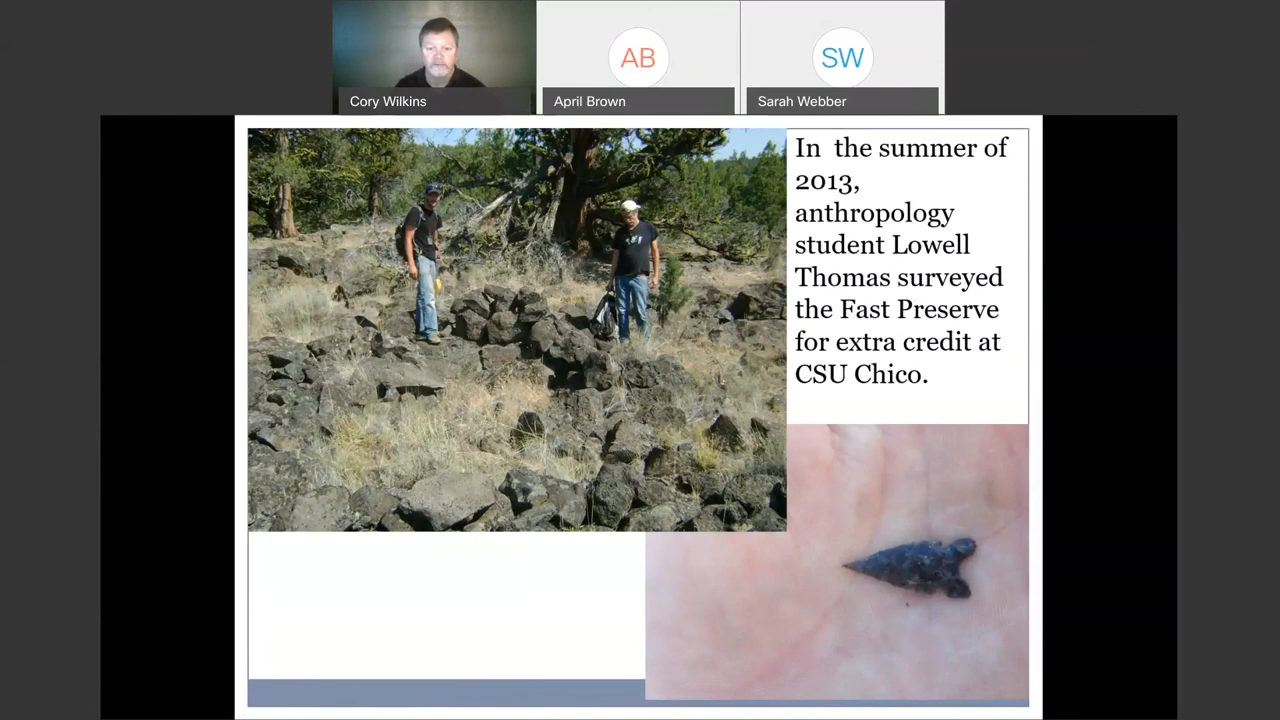 AB
SW
Cory Wilkins
April Brown
Sarah Webber
In the summer of
2013,
anthropology
student Lowell
Thomas surveyed
the Fast Preserve
for extra credit at
CSU Chico.